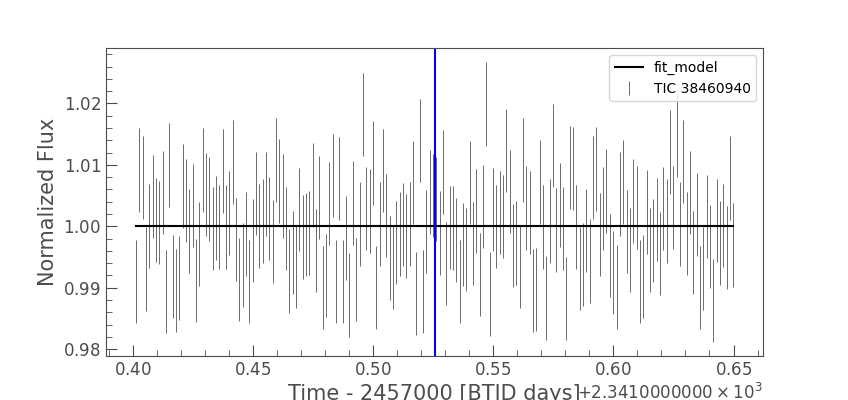 fit_model
TIC 38460940
Normalized Flux
1.02
1.01
1.00
0.99
0.98
0.40 0.45 0.50 0.55 0.60 0.65
Time - 2457000 [BTJD days]
+2.3410000000 × 10³